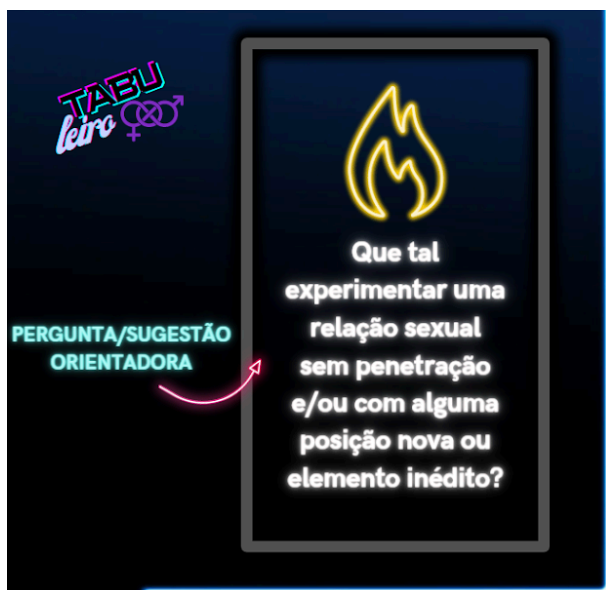 TABU
leiro
PERGUNTA/SUGESTÃO
ORIENTADORA
Que tal
experimentar uma
relação sexual
sem penetração
e/ou com alguma
posição nova ou
elemento inédito?